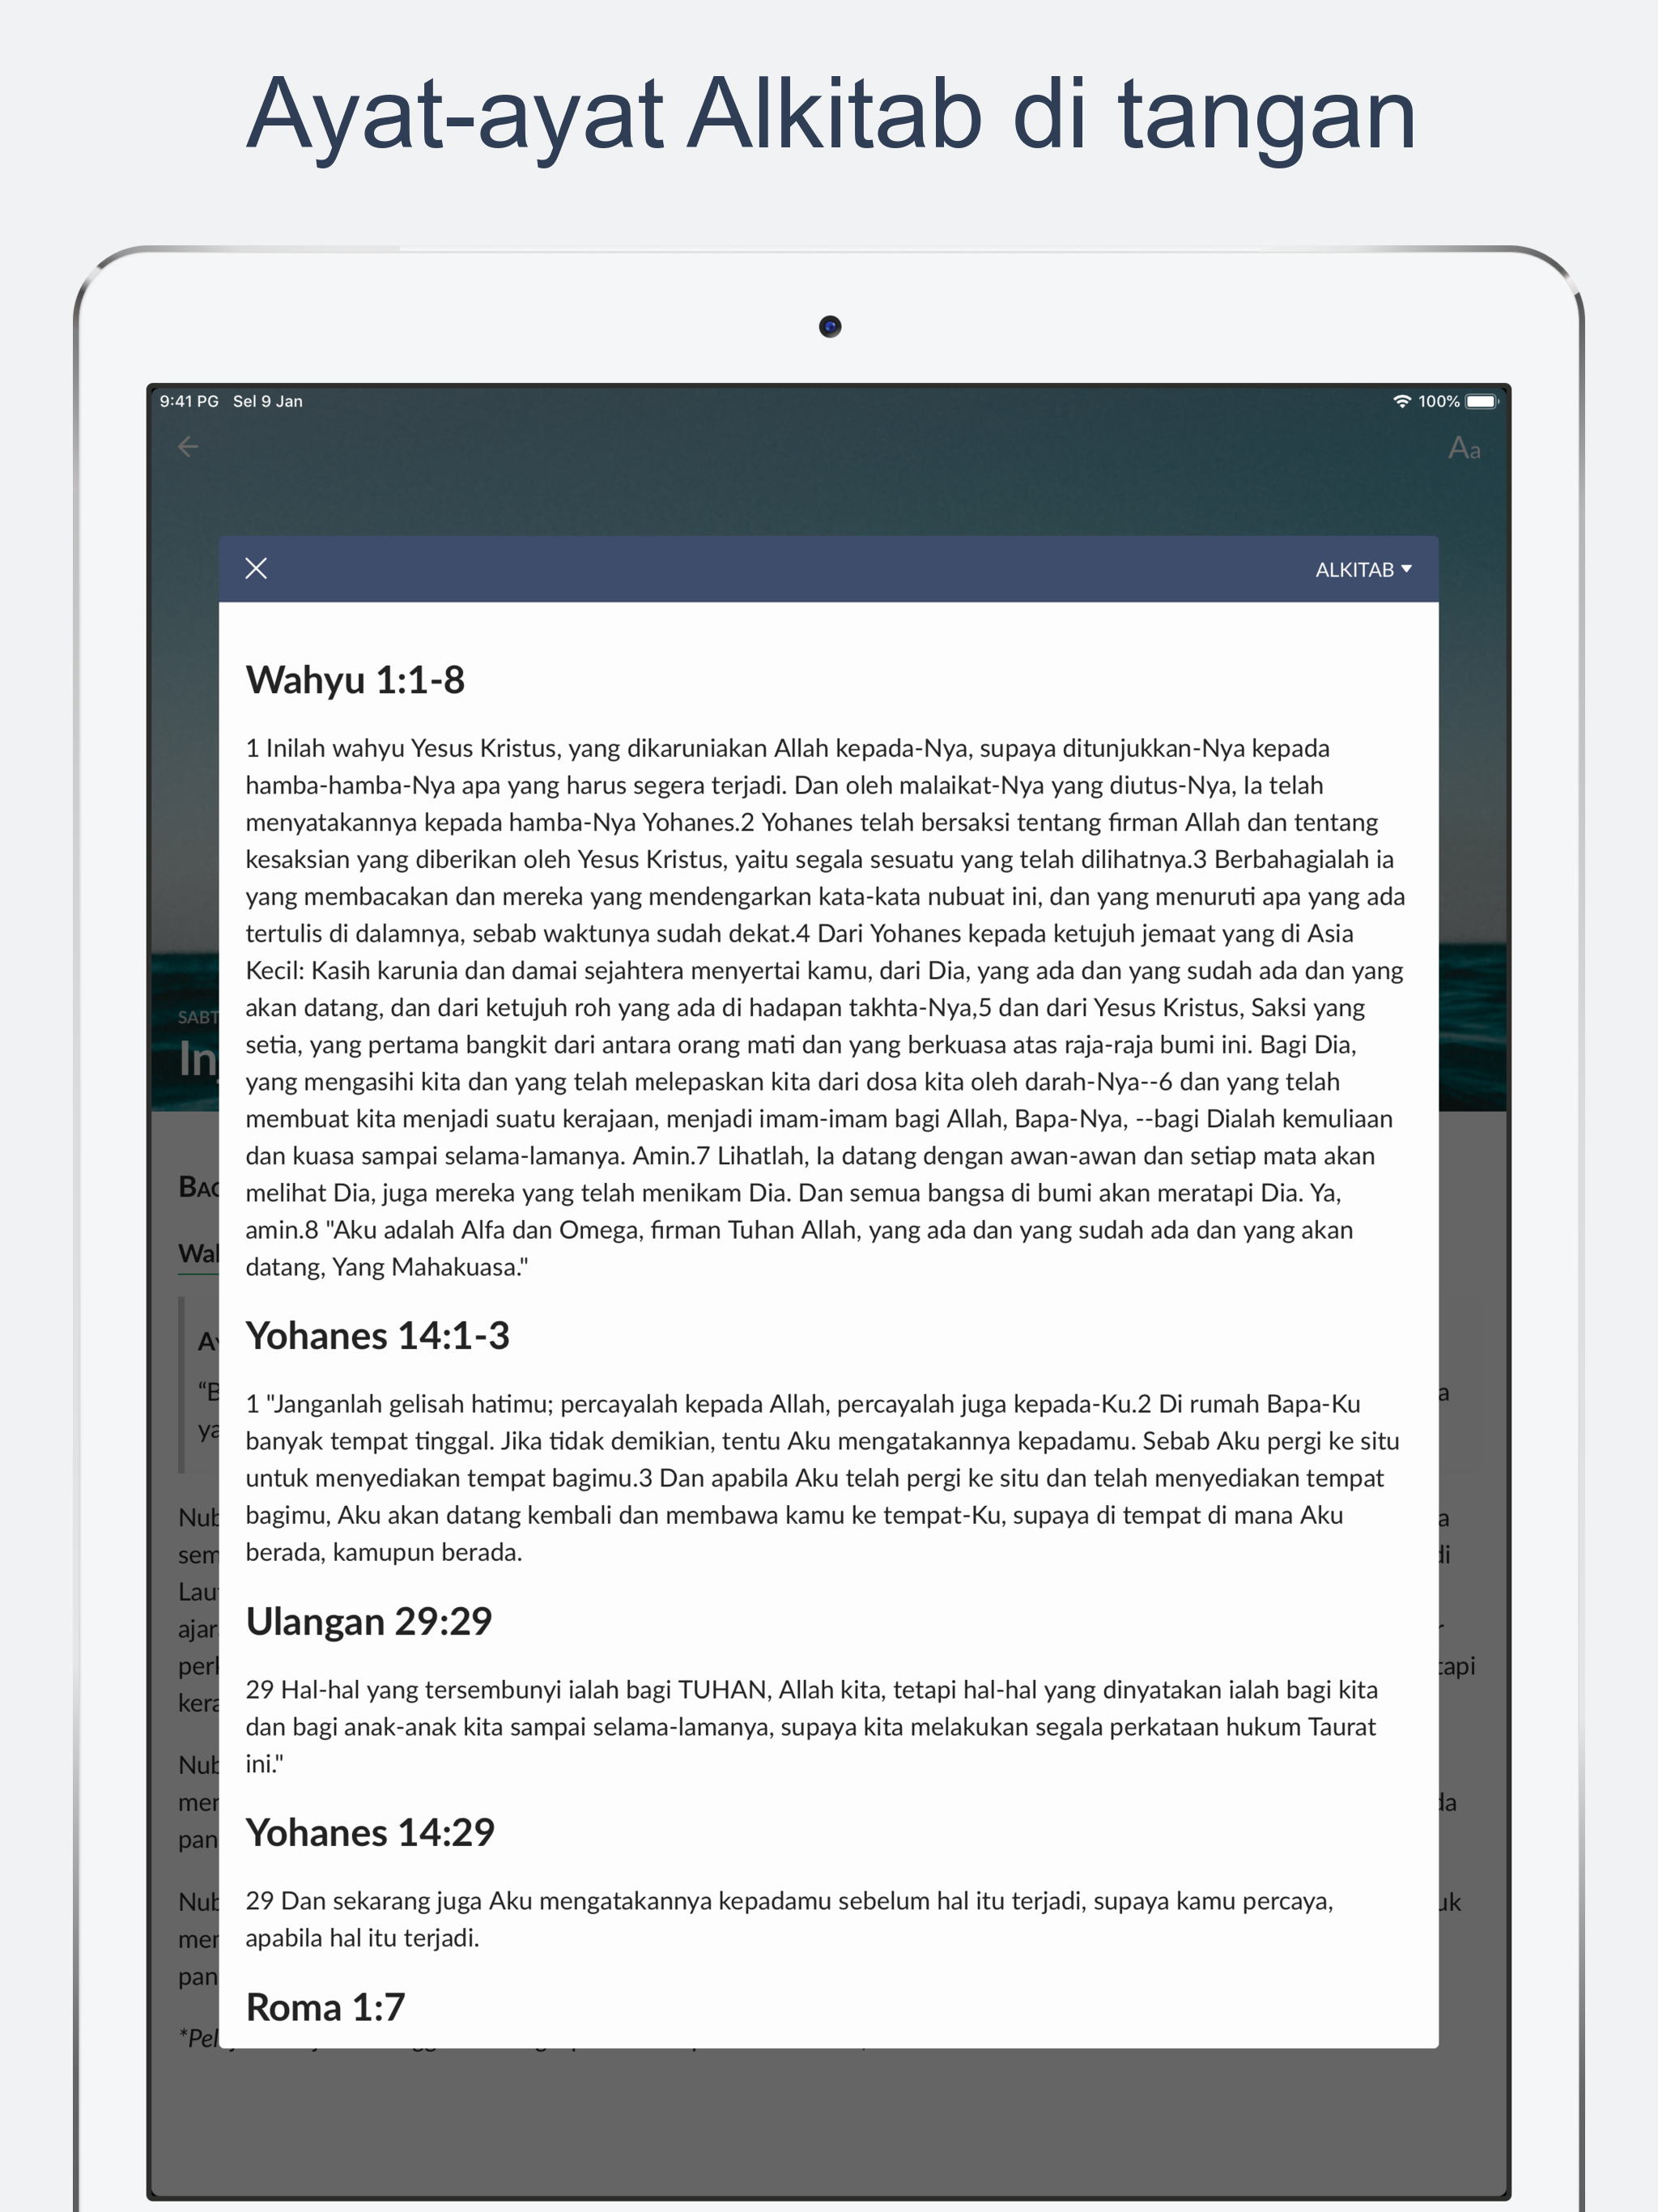 Ayat-ayat Alkitab di tangan
9:41 PG Sel 9 Jan
100%
Aa
ALKITAB
Wahyu 1:1-8
1 Inilah wahyu Yesus Kristus, yang dikaruniakan Allah kepada-Nya, supaya ditunjukkan-Nya kepada
hamba-hamba-Nya apa yang harus segera terjadi. Dan oleh malaikat-Nya yang diutus-Nya, Ia telah
menyatakannya kepada hamba-Nya Yohanes.2 Yohanes telah bersaksi tentang firman Allah dan tentang
kesaksian yang diberikan oleh Yesus Kristus, yaitu segala sesuatu yang telah dilihatnya.3 Berbahagialah ia
yang membacakan dan mereka yang mendengarkan kata-kata nubuat ini, dan yang menuruti apa yang ada
tertulis di dalamnya, sebab waktunya sudah dekat.4 Dari Yohanes kepada ketujuh jemaat yang di Asia
Kecil: Kasih karunia dan damai sejahtera menyertai kamu, dari Dia, yang ada dan yang sudah ada dan yang
akan datang, dan dari ketujuh roh yang ada di hadapan takhta-Nya,5 dan dari Yesus Kristus, Saksi yang
setia, yang pertama bangkit dari antara orang mati dan yang berkuasa atas raja-raja bumi ini. Bagi Dia,
yang mengasihi kita dan yang telah melepaskan kita dari dosa kita oleh darah-Nya--6 dan yang telah
membuat kita menjadi suatu kerajaan, menjadi imam-imam bagi Allah, Bapa-Nya, --bagi Dialah kemuliaan
dan kuasa sampai selama-lamanya. Amin.7 Lihatlah, Ia datang dengan awan-awan dan setiap mata akan
melihat Dia, juga mereka yang telah menikam Dia. Dan semua bangsa di bumi akan meratapi Dia. Ya,
amin.8 "Aku adalah Alfa dan Omega, firman Tuhan Allah, yang ada dan yang sudah ada dan yang akan
datang, Yang Mahakuasa."
Yohanes 14:1-3
1 "Janganlah gelisah hatimu; percayalah kepada Allah, percayalah juga kepada-Ku.2 Di rumah Bapa-Ku
banyak tempat tinggal. Jika tidak demikian, tentu Aku mengatakannya kepadamu. Sebab Aku pergi ke situ
untuk menyediakan tempat bagimu.3 Dan apabila Aku telah pergi ke situ dan telah menyediakan tempat
bagimu, Aku akan datang kembali dan membawa kamu ke tempat-Ku, supaya di tempat di mana Aku
berada, kamupun berada.
Ulangan 29:29
29 Hal-hal yang tersembunyi ialah bagi TUHAN, Allah kita, tetapi hal-hal yang dinyatakan ialah bagi kita
dan bagi anak-anak kita sampai selama-lamanya, supaya kita melakukan segala perkataan hukum Taurat
ini."
Yohanes 14:29
29 Dan sekarang juga Aku mengatakannya kepadamu sebelum hal itu terjadi, supaya kamu percaya,
apabila hal itu terjadi.
Roma 1:7